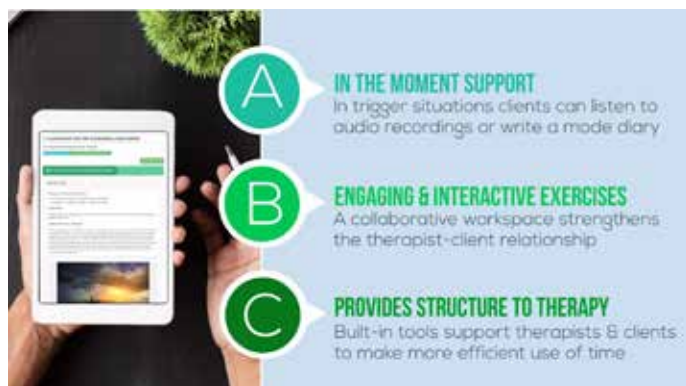 A
IN THE MOMENT SUPPORT
In trigger situations clients can listen to
audio recordings or write a mode diary
B
ENGAGING & INTERACTIVE EXERCISES
A collaborative workspace strengthens
the therapist-client relationship
C
PROVIDES STRUCTURE TO THERAPY
Built-in tools support therapists & clients
to make more efficient use of time